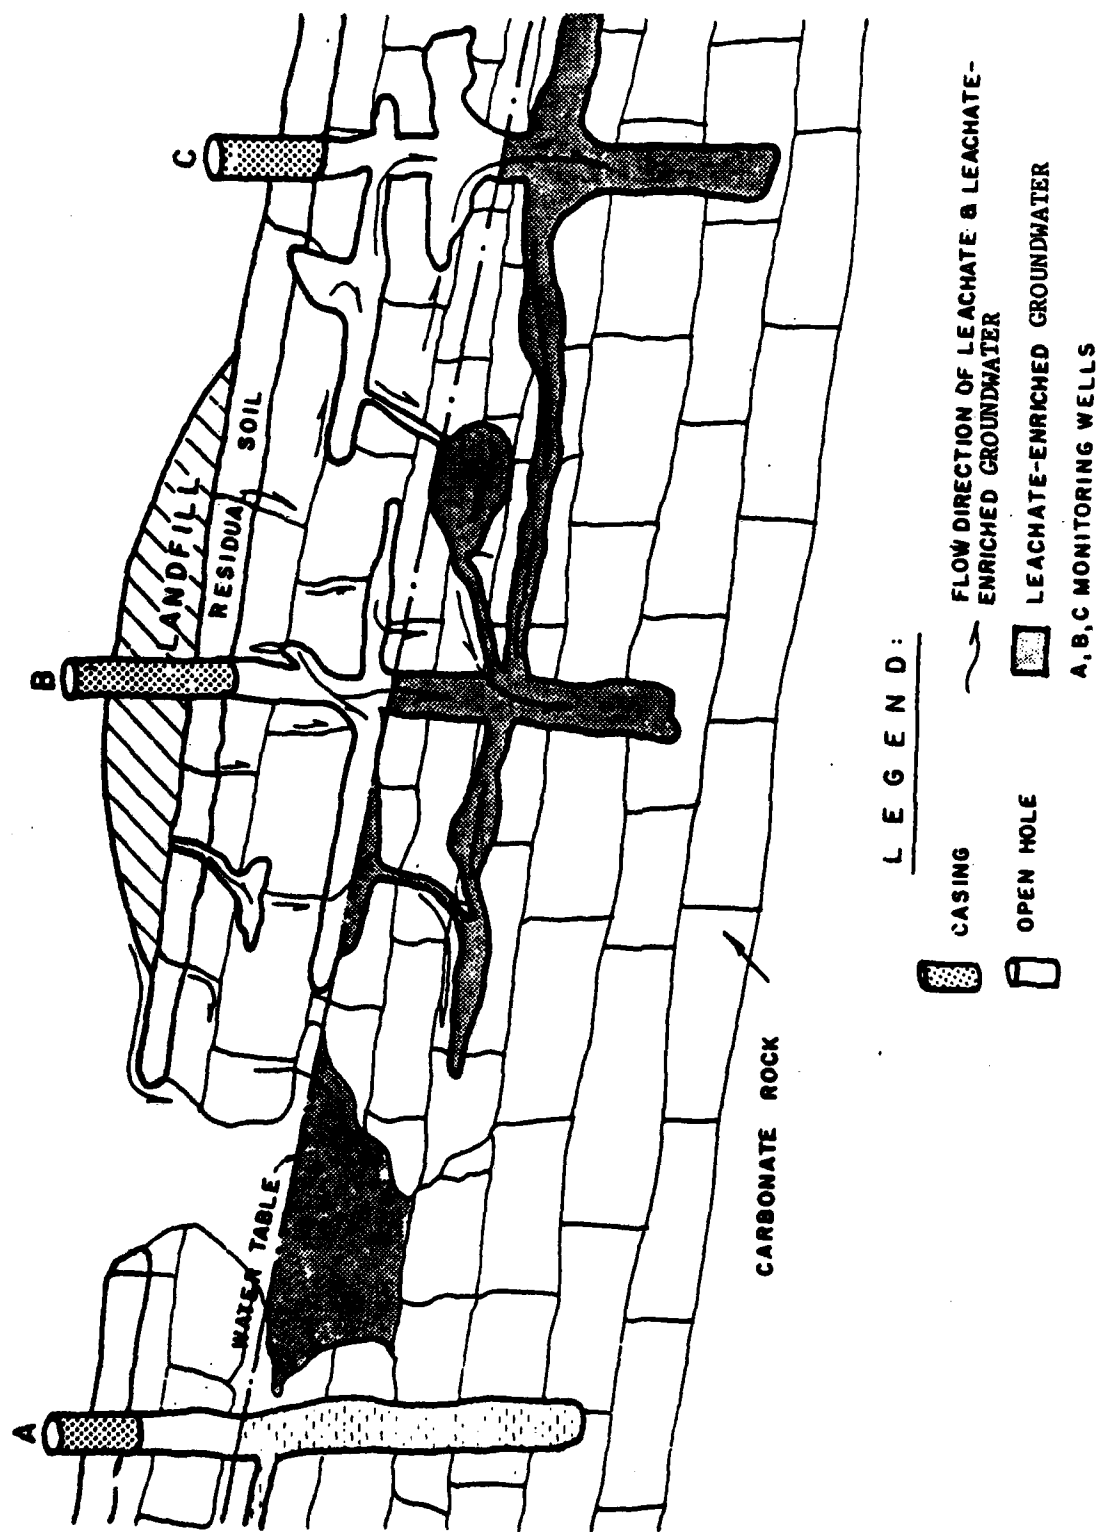 A
B
C
LANDFILL
RESIDUAL SOIL
WATER TABLE
CARBONATE ROCK
LEGEND:
CASING
OPEN HOLE
FLOW DIRECTION OF LEACHATE & LEACHATE-
ENRICHED GROUNDWATER
LEACHATE-ENRICHED GROUNDWATER
A,B,C MONITORING WELLS